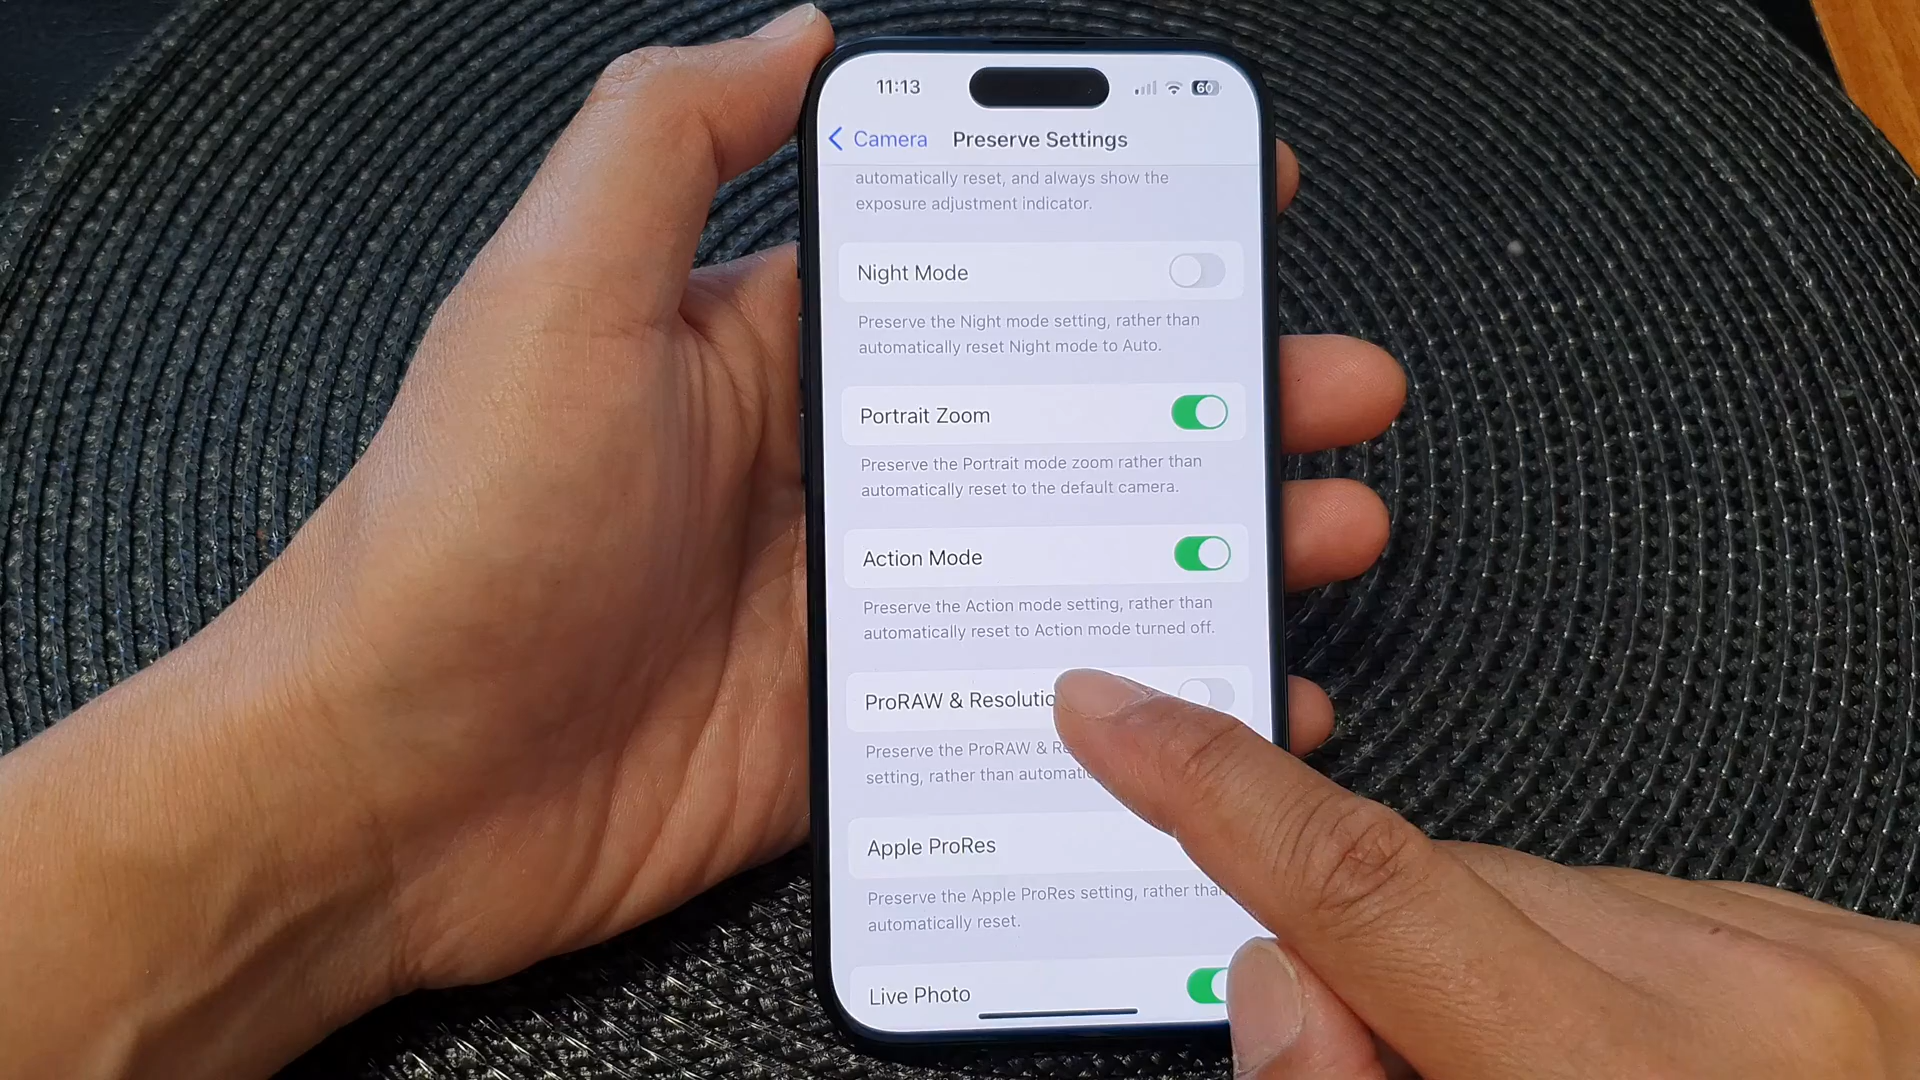 11:13
60
Camera
Preserve Settings
automatically reset, and always show the
exposure adjustment indicator.
Night Mode
Preserve the Night mode setting, rather than
automatically reset Night mode to Auto.
Portrait Zoom
Preserve the Portrait mode zoom rather than
automatically reset to the default camera.
Action Mode
Preserve the Action mode setting, rather than
automatically reset to Action mode turned off.
ProRAW & Resolutio
Preserve the ProRAW & Re
setting, rather than automatic
Apple ProRes
Preserve the Apple ProRes setting, rather than
automatically reset.
Live Photo